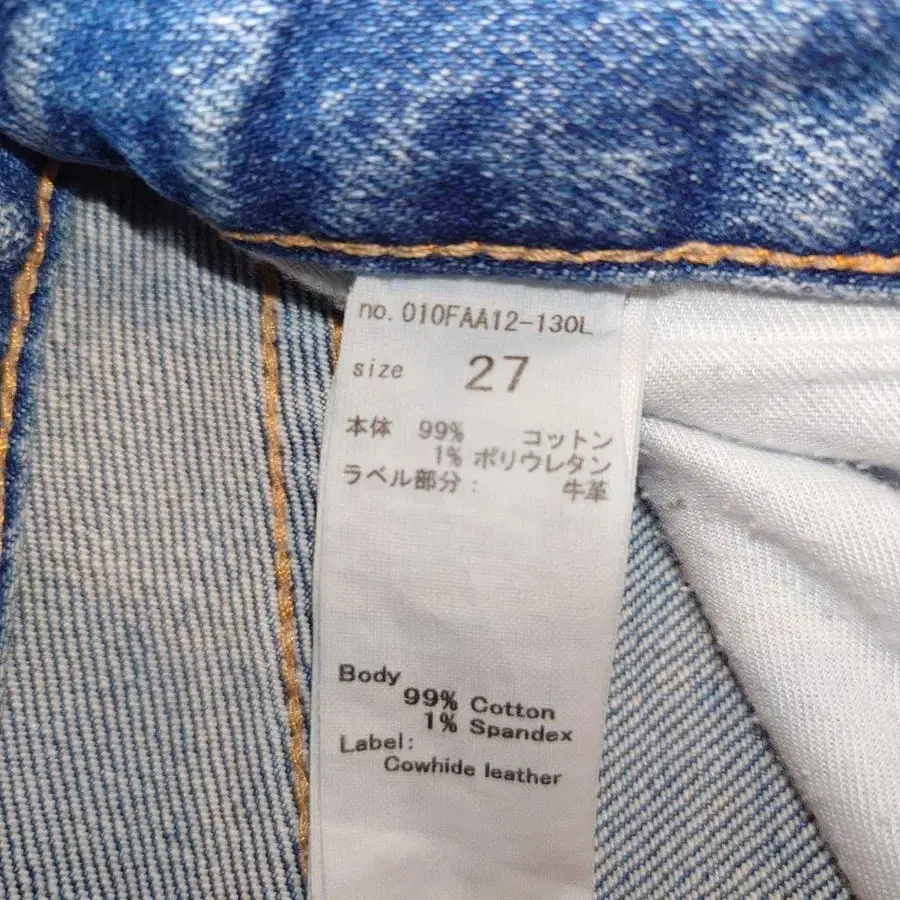 no. 010FAA12-130L
size 27
本体 99% コットン
1% ポリウレタン
ラベル部分: 牛革
Body
99% Cotton
1% Spandex
Label:
Cowhide leather